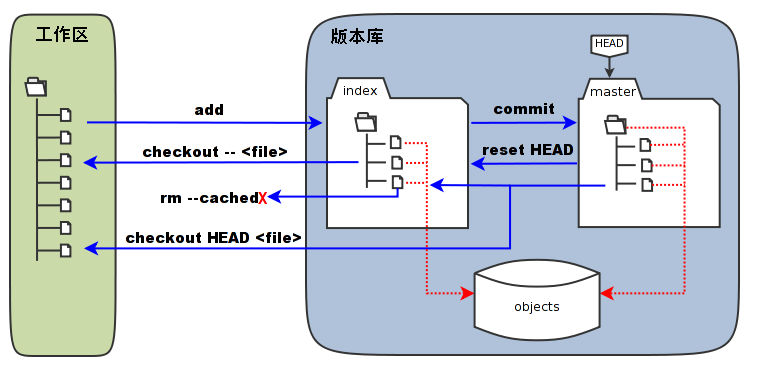 工作区
版本库
HEAD
index
master
add
commit
checkout -- <file>
reset HEAD
rm --cachedX
checkout HEAD <file>
objects